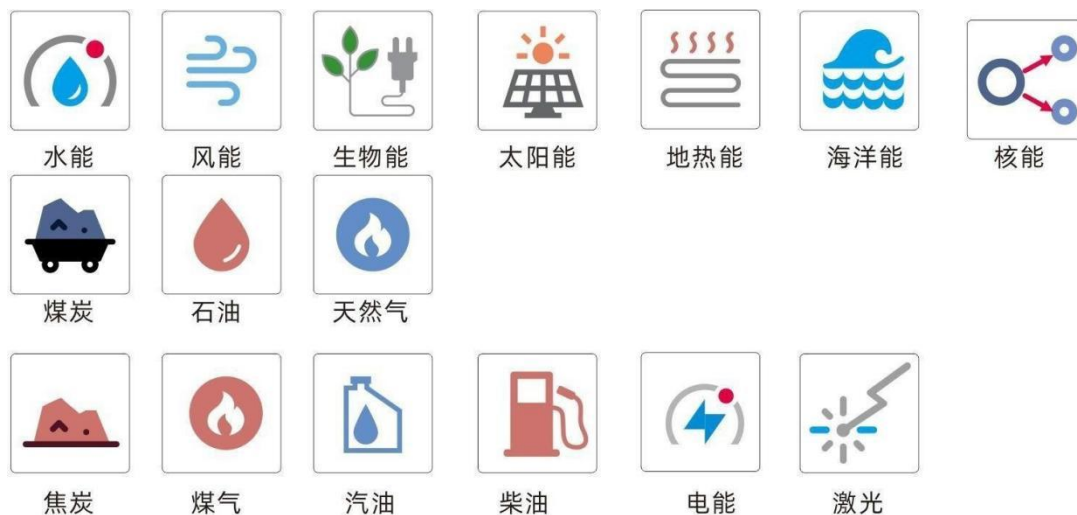 水能 风能 生物能 太阳能 地热能 海洋能 核能
煤炭 石油 天然气
焦炭 煤气 汽油 柴油 电能 激光